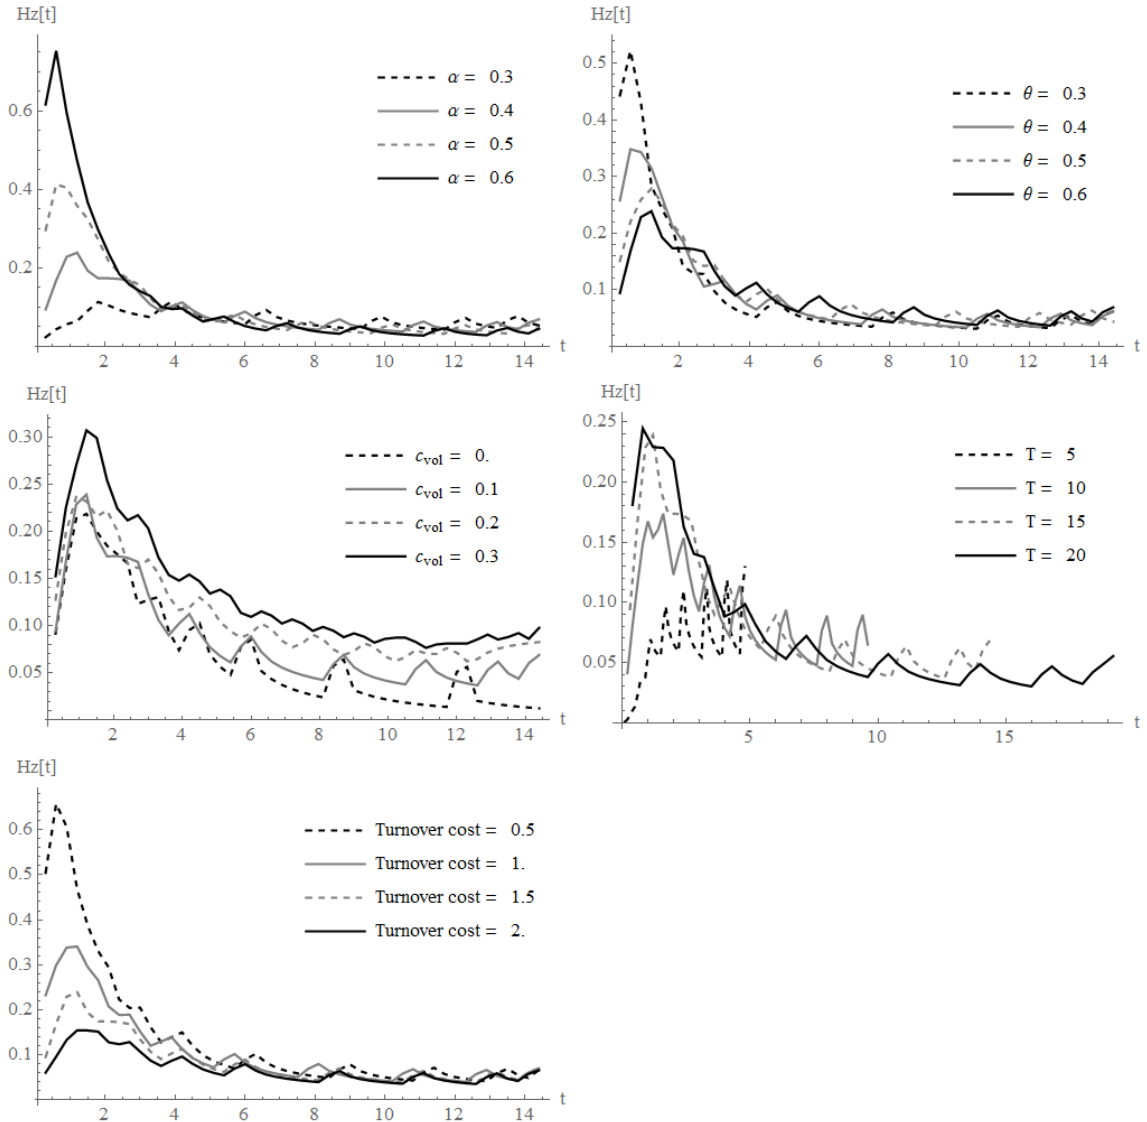 Hz[t]
α = 0.3
α = 0.4
α = 0.5
α = 0.6
0.6
0.4
0.2
2 4 6 8 10 12 14 t
Hz[t]
θ = 0.3
θ = 0.4
θ = 0.5
θ = 0.6
0.5
0.4
0.3
0.2
0.1
2 4 6 8 10 12 14 t
Hz[t]
c_vol = 0.
c_vol = 0.1
c_vol = 0.2
c_vol = 0.3
0.30
0.25
0.20
0.15
0.10
0.05
2 4 6 8 10 12 14 t
Hz[t]
T = 5
T = 10
T = 15
T = 20
0.25
0.20
0.15
0.10
0.05
5 10 15 t
Hz[t]
Turnover cost = 0.5
Turnover cost = 1.
Turnover cost = 1.5
Turnover cost = 2.
0.6
0.5
0.4
0.3
0.2
0.1
2 4 6 8 10 12 14 t